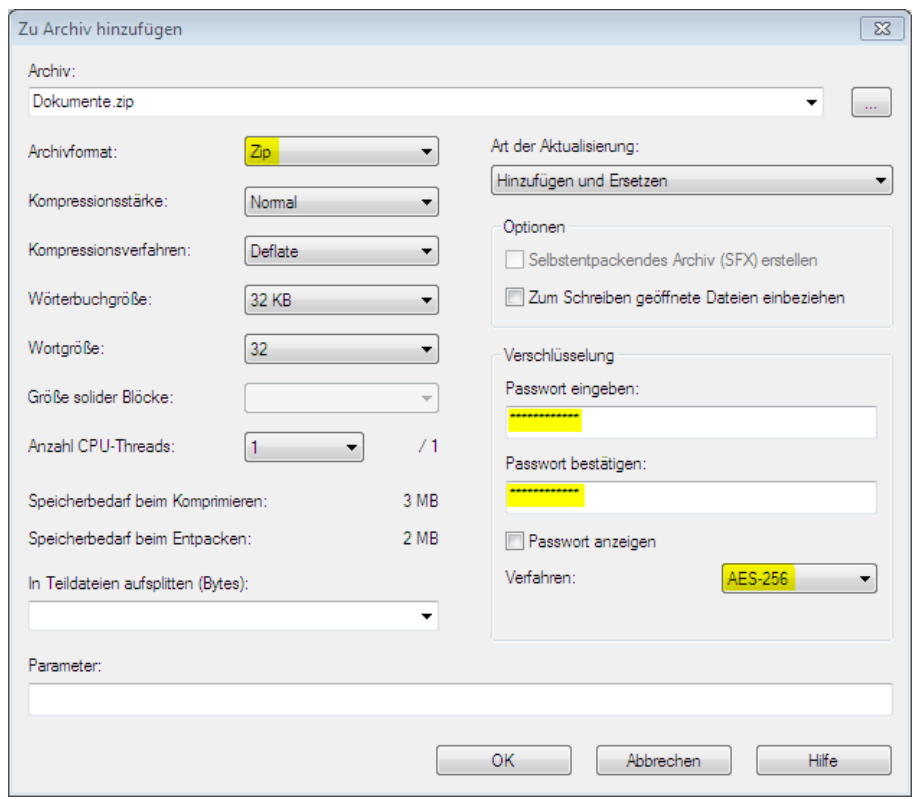 Zu Archiv hinzufügen
Archiv:
Dokumente.zip
...
Archivformat:
Zip
Kompressionsstärke:
Normal
Kompressionsverfahren:
Deflate
Wörterbuchgröße:
32 KB
Wortgröße:
32
Größe solider Blöcke:
Anzahl CPU-Threads:
1
/ 1
Speicherbedarf beim Komprimieren:
3 MB
Speicherbedarf beim Entpacken:
2 MB
In Teildateien aufsplitten (Bytes):
Art der Aktualisierung:
Hinzufügen und Ersetzen
Optionen
Selbstentpackendes Archiv (SFX) erstellen
Zum Schreiben geöffnete Dateien einbeziehen
Verschlüsselung
Passwort eingeben:
************
Passwort bestätigen:
************
Passwort anzeigen
Verfahren:
AES-256
Parameter:
OK
Abbrechen
Hilfe